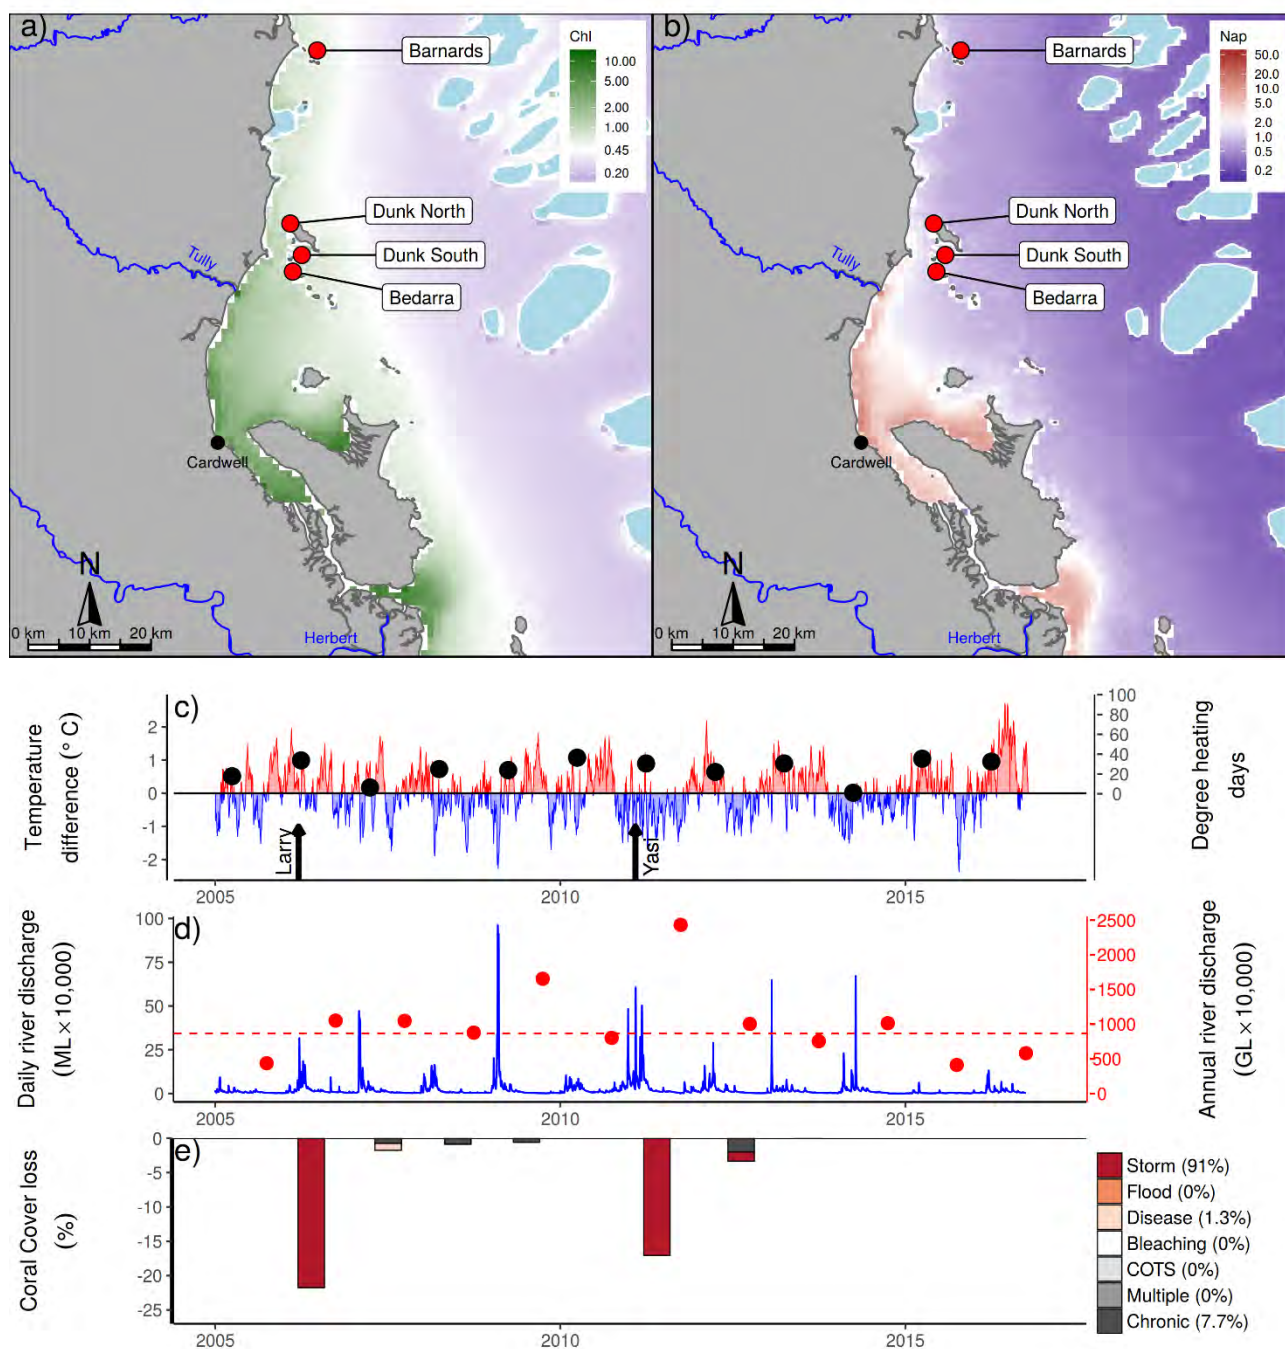 a)
Chl
10.00
5.00
2.00
1.00
0.45
0.20
Barnards
Dunk North
Dunk South
Bedarra
Tully
Cardwell
N
0 km 10 km 20 km
Herbert
b)
Nap
50.0
20.0
10.0
5.0
2.0
1.0
0.5
0.2
Barnards
Dunk North
Dunk South
Bedarra
Tully
Cardwell
N
0 km 10 km 20 km
Herbert
c)
Temperature
difference (° C)
2
1
0
-1
-2
Larry
Yasi
100
80
60
40
20
0
Degree heating
days
2005 2010 2015
d)
Daily river discharge
(ML×10,000)
100
75
50
25
0
2500
2000
1500
1000
500
0
Annual river discharge
(GL×10,000)
2005 2010 2015
e)
Coral Cover loss
(%)
0
-5
-10
-15
-20
-25
2005 2010 2015
Storm (91%)
Flood (0%)
Disease (1.3%)
Bleaching (0%)
COTS (0%)
Multiple (0%)
Chronic (7.7%)